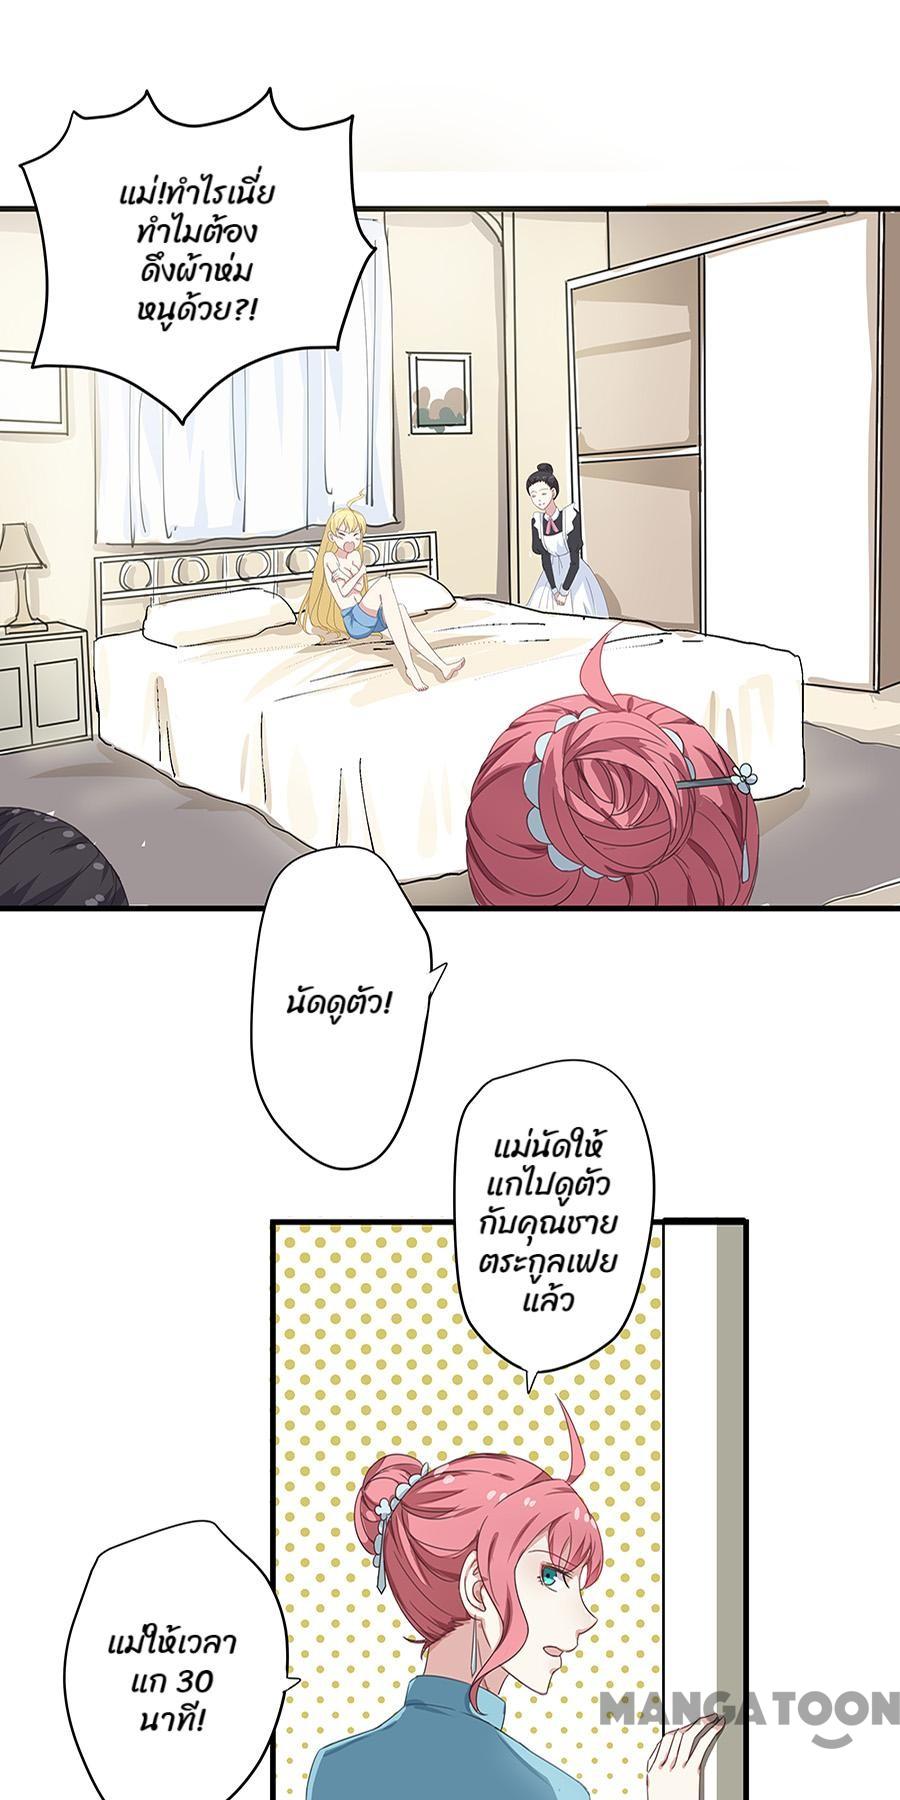 แม่!ทำไรเนี่ย
ทำไมต้อง
ดึงผ้าห่ม
หนูด้วย?!
นัดดูตัว!
แม่นัดให้
แกไปดูตัว
กับคุณชาย
ตระกูลเฟย
แล้ว
แม่ให้เวลา
แก 30
นาที!
MANGATOON